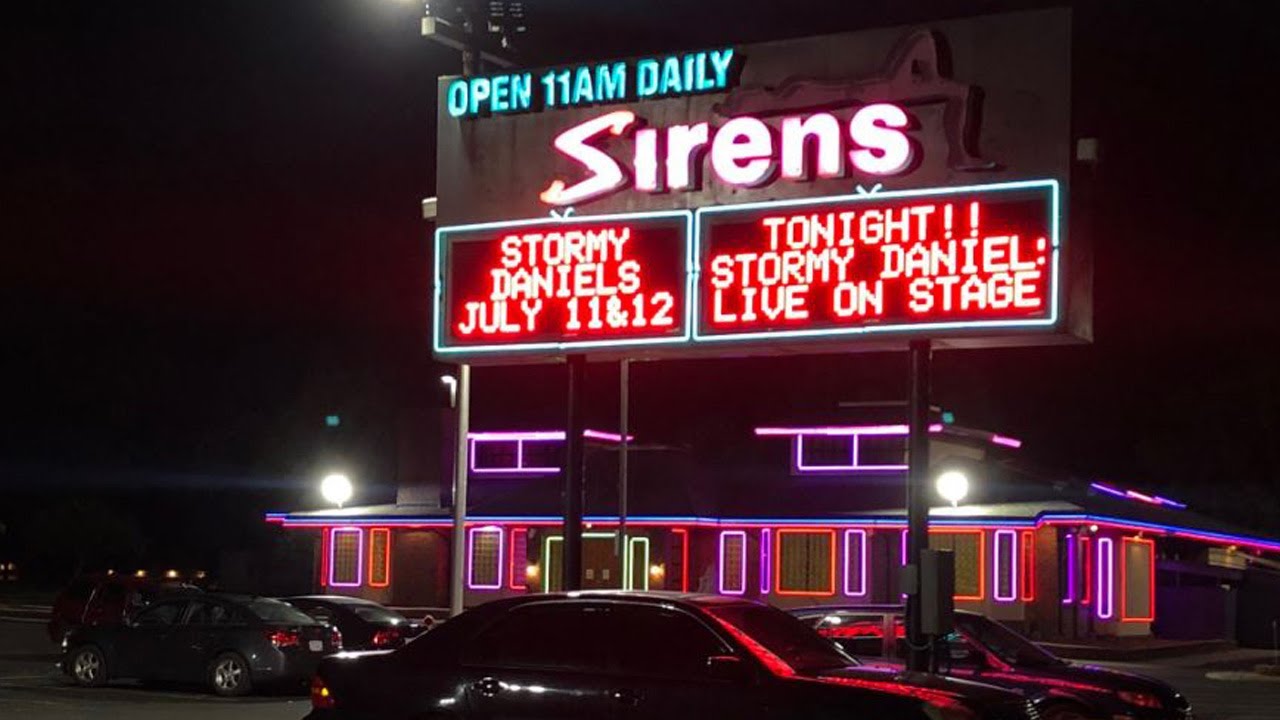 OPEN 11AM DAILY
Sirens
STORMY
DANIELS
JULY 11&12
TONIGHT!!
STORMY DANIEL:
LIVE ON STAGE